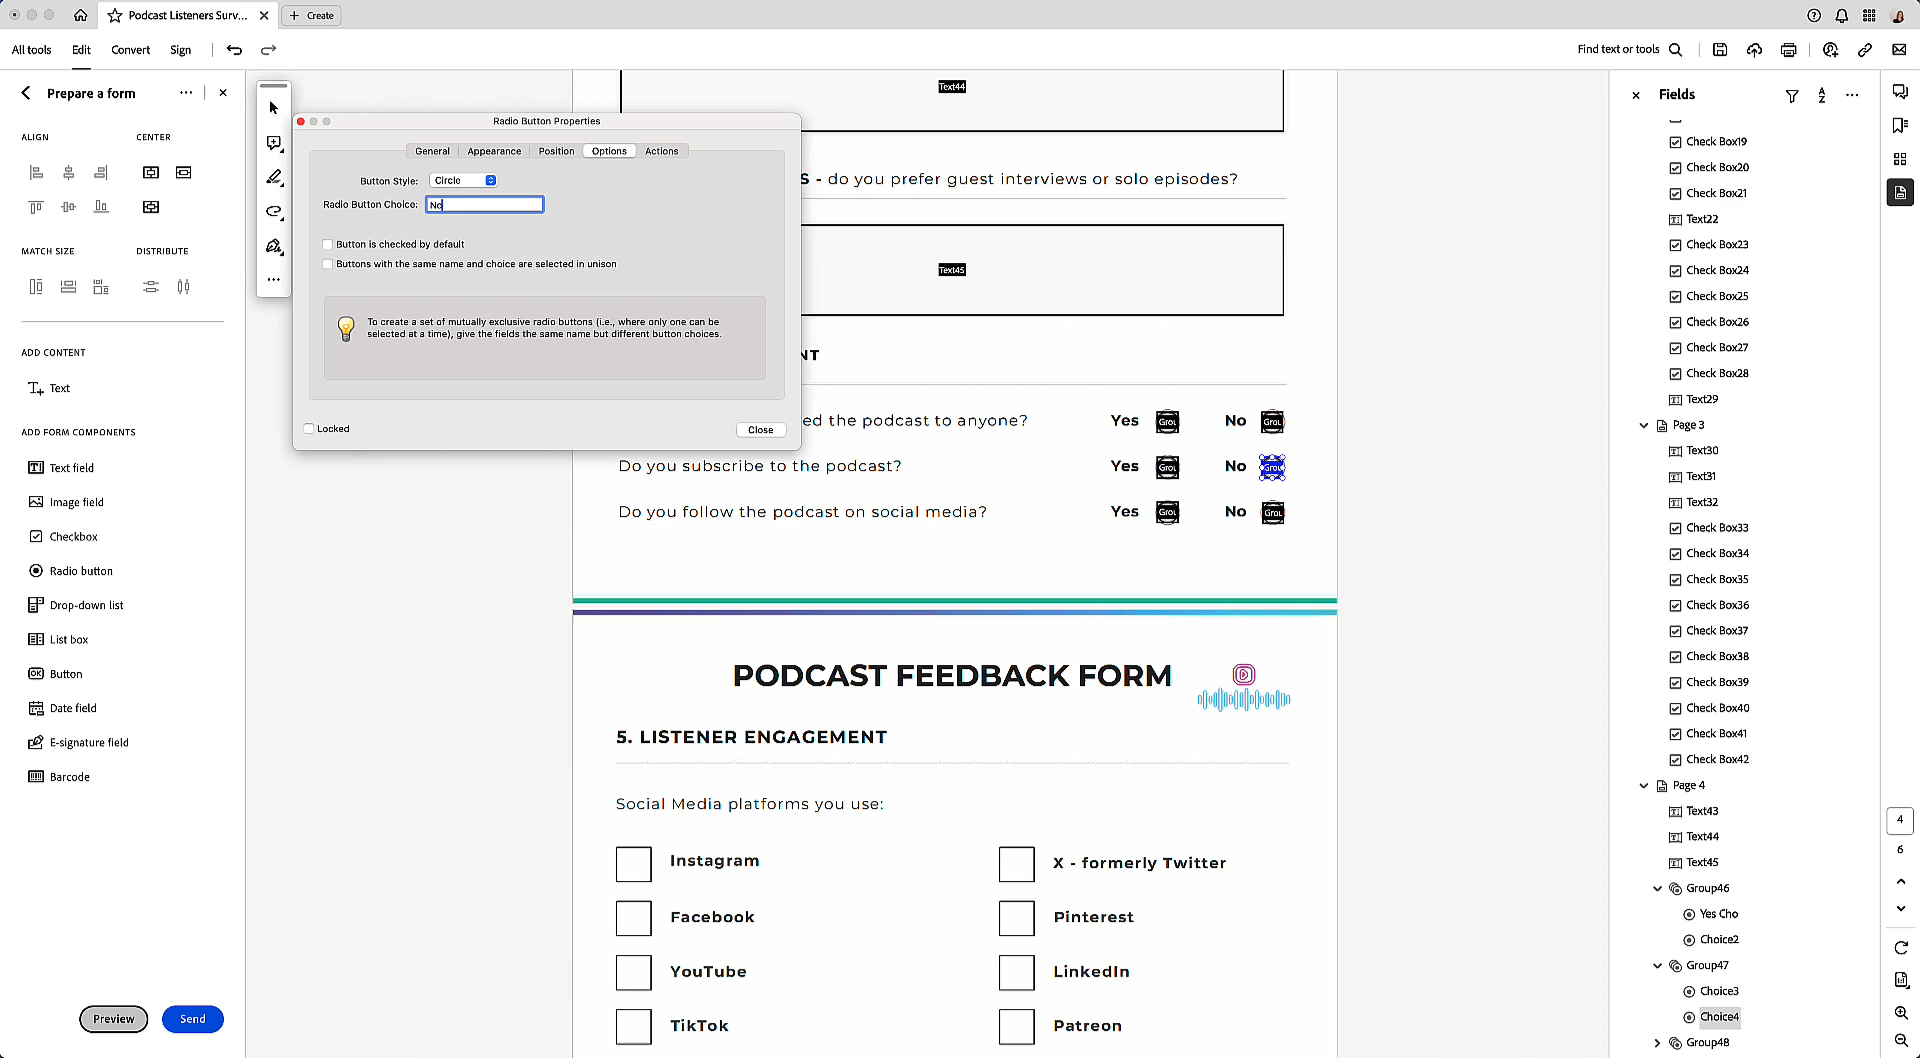 Podcast Listeners Surv...
Create
All tools
Edit
Convert
Sign
Find text or tools
Prepare a form
ALIGN
CENTER
MATCH SIZE
DISTRIBUTE
ADD CONTENT
Text
ADD FORM COMPONENTS
Text field
Image field
Checkbox
Radio button
Drop-down list
List box
Button
Date field
E-signature field
Barcode
Preview
Send
Radio Button Properties
General
Appearance
Position
Options
Actions
Button Style: Circle
Radio Button Choice: No
Button is checked by default
Buttons with the same name and choice are selected in unison
To create a set of mutually exclusive radio buttons (i.e., where only one can be
selected at a time), give the fields the same name but different button choices.
Locked
Close
Text44
S - do you prefer guest interviews or solo episodes?
Text45
NT
ed the podcast to anyone? Yes Grou No Grou
Do you subscribe to the podcast? Yes Grou No Grou
Do you follow the podcast on social media? Yes Grou No Grou
PODCAST FEEDBACK FORM
5. LISTENER ENGAGEMENT
Social Media platforms you use:
Instagram
X - formerly Twitter
Facebook
Pinterest
YouTube
LinkedIn
TikTok
Patreon
Fields
Check Box19
Check Box20
Check Box21
Text22
Check Box23
Check Box24
Check Box25
Check Box26
Check Box27
Check Box28
Text29
Page 3
Text30
Text31
Text32
Check Box33
Check Box34
Check Box35
Check Box36
Check Box37
Check Box38
Check Box39
Check Box40
Check Box41
Check Box42
Page 4
Text43
Text44
Text45
Group46
Yes Cho
Choice2
Group47
Choice3
Choice4
Group48
4
6